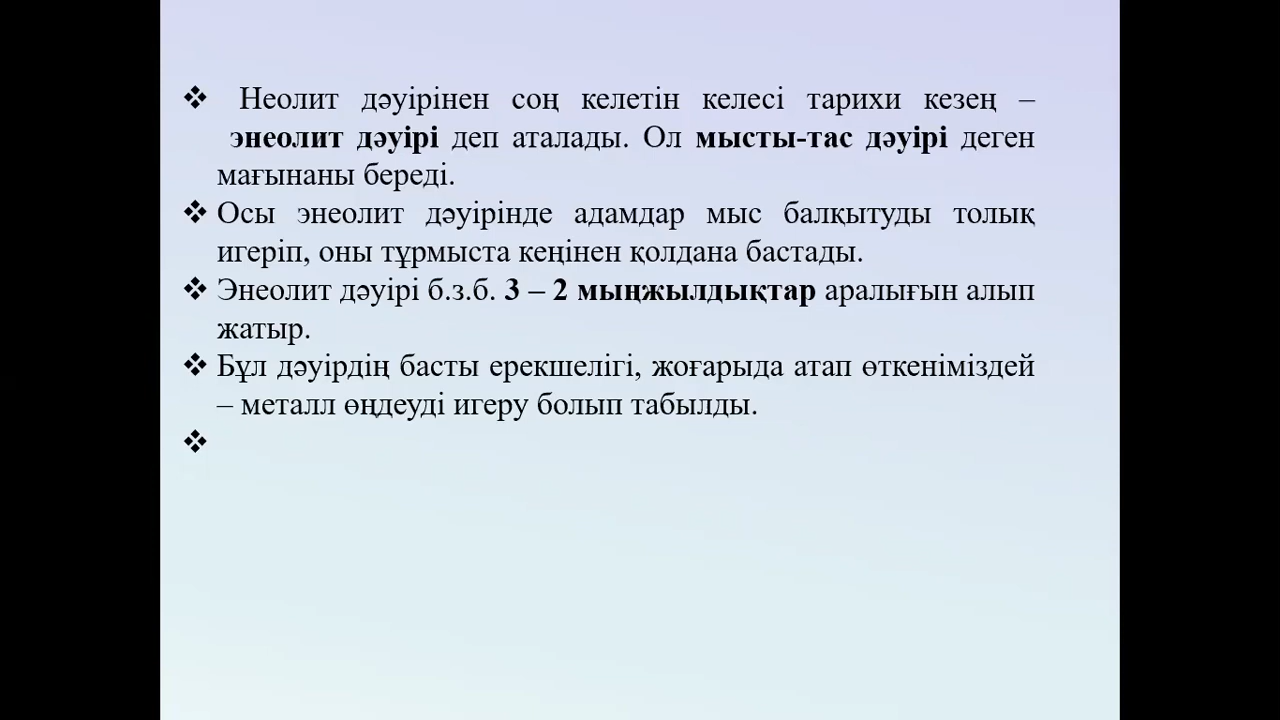 ❖ Неолит дәуірінен соң келетін келесі тарихи кезең –
энеолит дәуірі деп аталады. Ол мысты-тас дәуірі деген
мағынаны береді.
❖ Осы энеолит дәуірінде адамдар мыс балқытуды толық
игеріп, оны тұрмыста кеңінен қолдана бастады.
❖ Энеолит дәуірі б.з.б. 3 – 2 мыңжылдықтар аралығын алып
жатыр.
❖ Бұл дәуірдің басты ерекшелігі, жоғарыда атап өткеніміздей
– металл өңдеуді игеру болып табылды.
❖